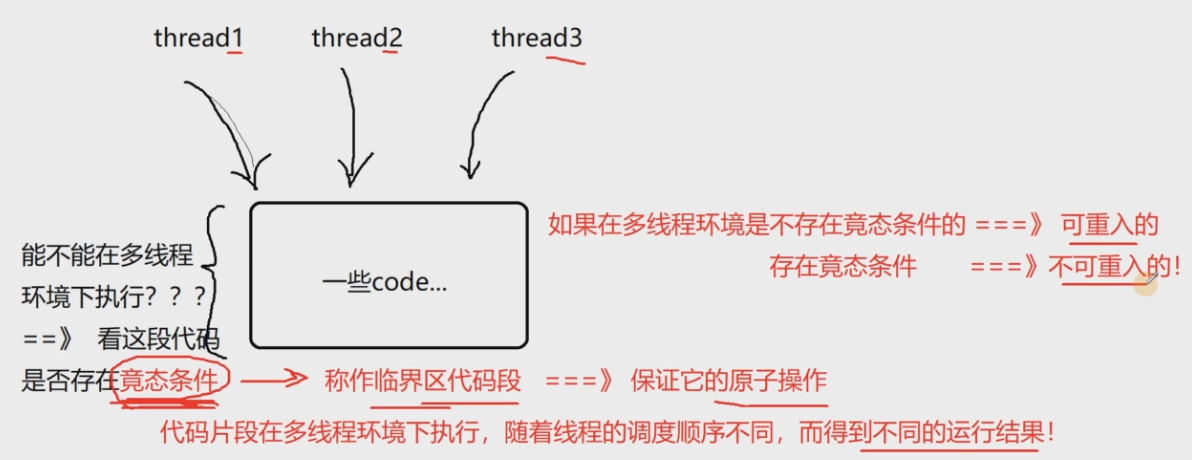 thread1 thread2 thread3
如果在多线程环境是不存在竟态条件的 ===》 可重入的
存在竟态条件 ===》不可重入的！
能不能在多线程
环境下执行？？？
==》 看这段代码
是否存在竟态条件
一些code...
称作临界区代码段 ===》 保证它的原子操作
代码片段在多线程环境下执行，随着线程的调度顺序不同，而得到不同的运行结果！